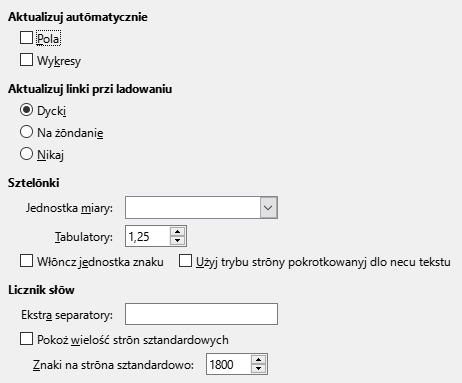 Aktualizuj autōmatycznie
Pola
Wykresy
Aktualizuj linki przi ladowaniu
Dycki
Na żōndanie
Nikaj
Sztelōnki
Jednostka miary:
Tabulatory: 1,25
Włōncz jednostka znaku Użyj trybu strōny pokrotkowanyj dlo necu tekstu
Licznik słōw
Ekstra separatory:
Pokoż wielość strōn sztandardowych
Znaki na strōna sztandardowo: 1800